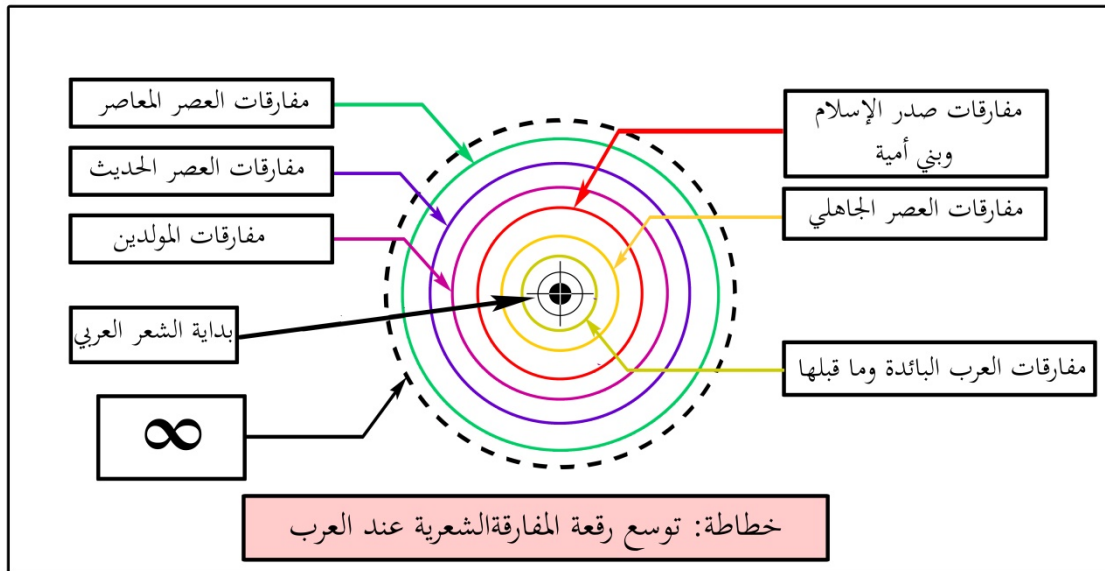 مفارقات صدر الإسلام
وبني أمية
مفارقات العصر الجاهلي
مفارقات العرب البائدة وما قبلها
مفارقات العصر المعاصر
مفارقات العصر الحديث
مفارقات المولدين
بداية الشعر العربي
∞
خطاطة: توسع رقعة المفارقةالشعرية عند العرب